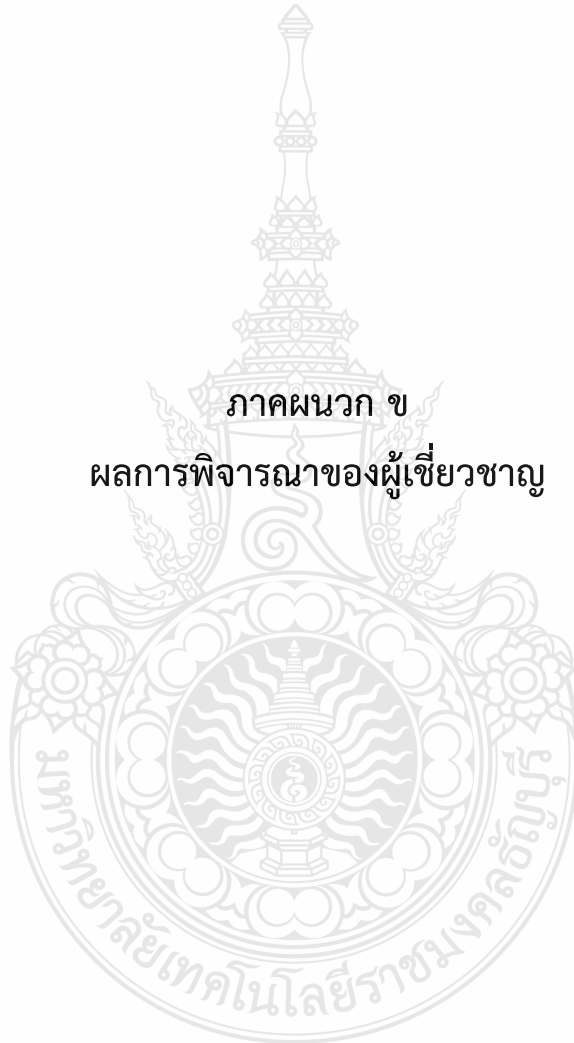 ภาคผนวก ข
ผลการพิจารณาของผู้เชี่ยวชาญ
มหาวิทยาลัยเทคโนโลยีราชมงคลธัญบุรี